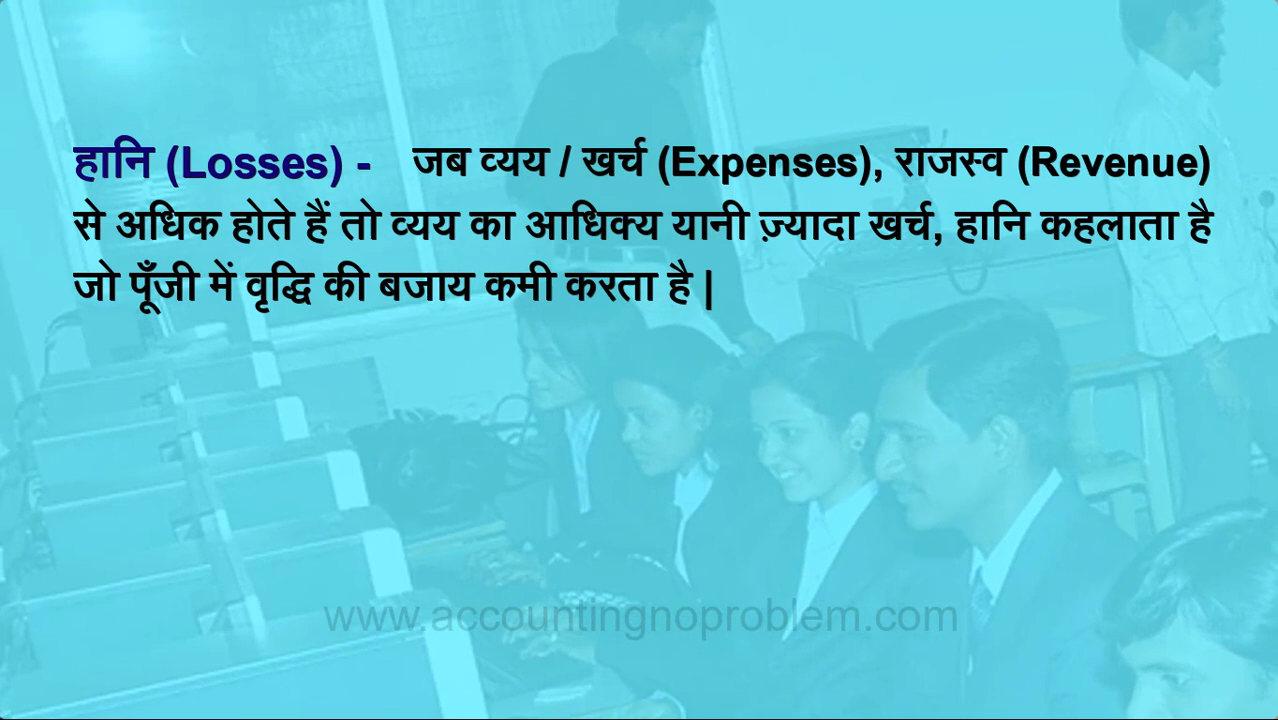 हानि (Losses) - जब व्यय / खर्च (Expenses), राजस्व (Revenue)
से अधिक होते हैं तो व्यय का आधिक्य यानी ज़्यादा खर्च, हानि कहलाता है
जो पूँजी में वृद्धि की बजाय कमी करता है |
www.accountingnoproblem.com